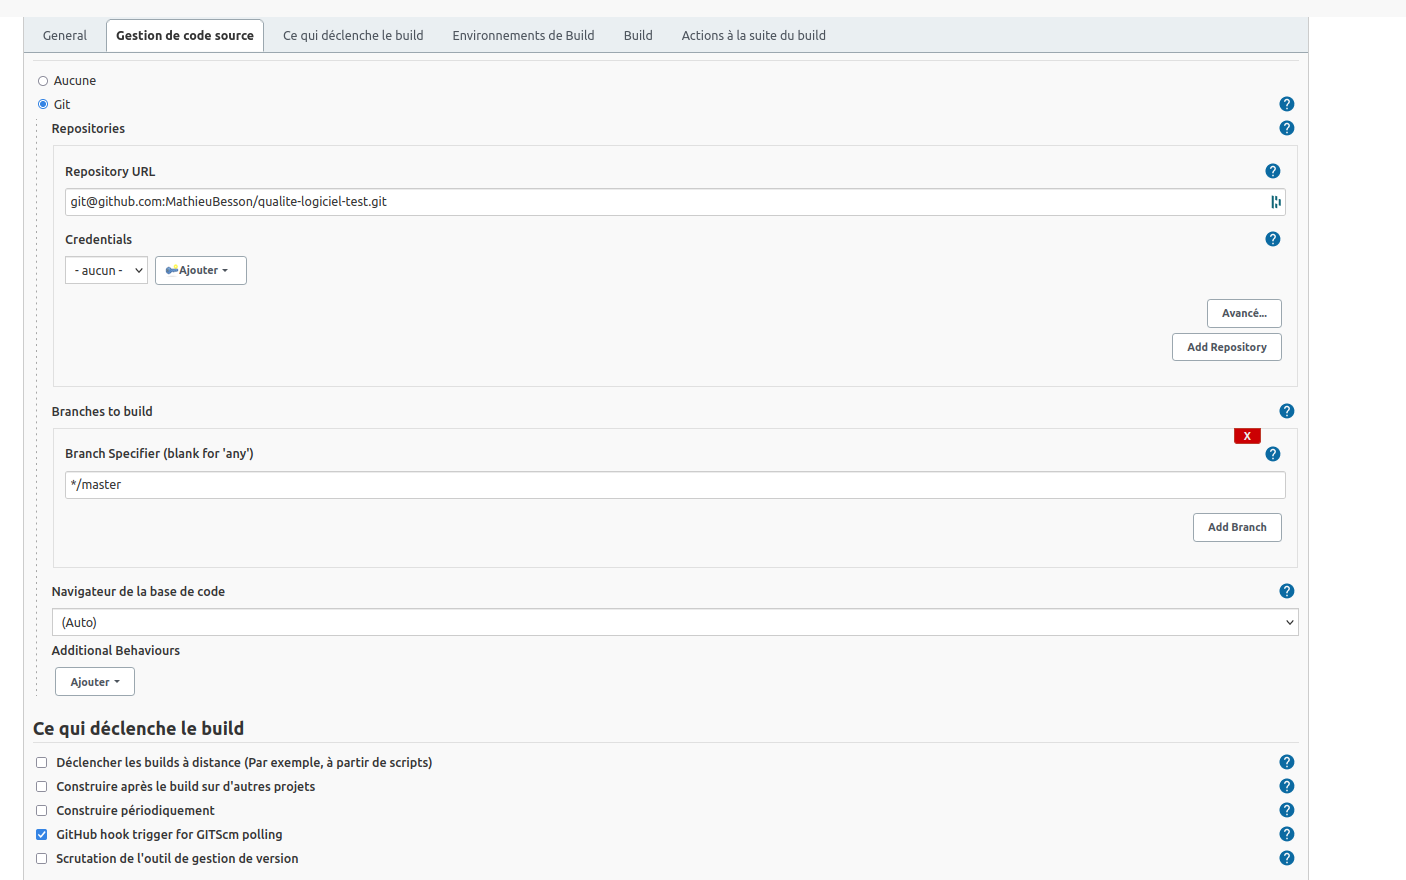 General Gestion de code source Ce qui déclenche le build Environnements de Build Build Actions à la suite du build
Aucune
Git
?
Repositories
?
Repository URL
?
git@github.com:MathieuBesson/qualite-logiciel-test.git
Credentials
?
- aucun -
Ajouter
Avancé...
Add Repository
Branches to build
?
X
Branch Specifier (blank for 'any')
?
*/master
Add Branch
Navigateur de la base de code
?
(Auto)
Additional Behaviours
Ajouter
Ce qui déclenche le build
Déclencher les builds à distance (Par exemple, à partir de scripts)
?
Construire après le build sur d'autres projets
?
Construire périodiquement
?
GitHub hook trigger for GITScm polling
?
Scrutation de l'outil de gestion de version
?